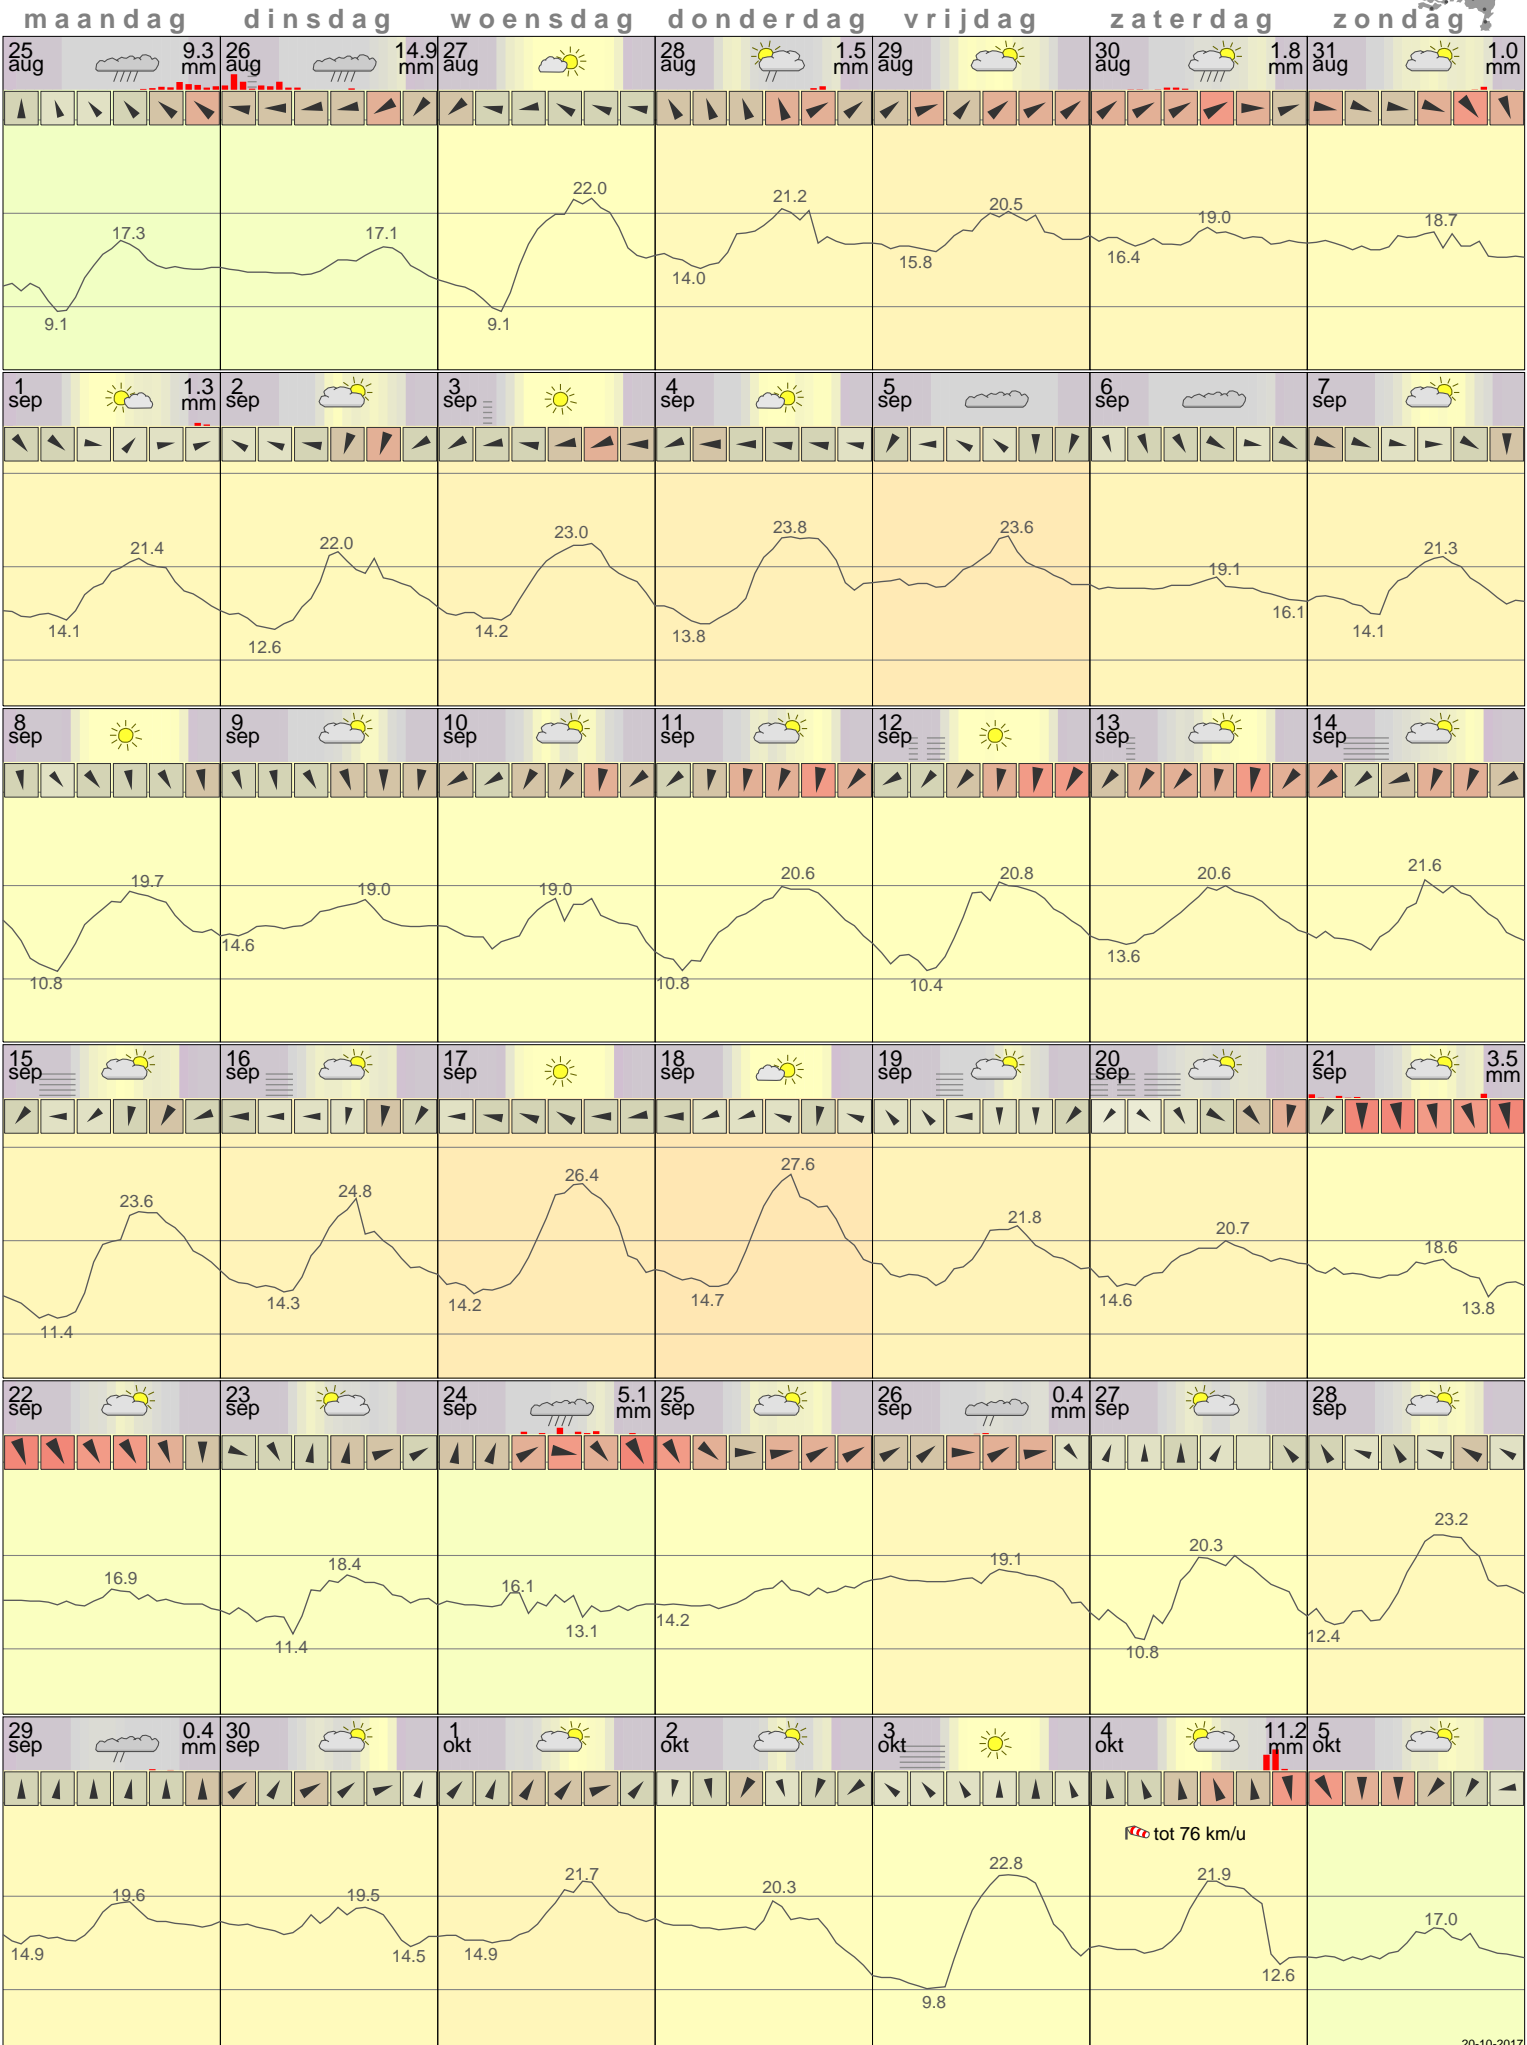 maandag dinsdag woensdag donderdag vrijdag zaterdag zondag
25 aug 9.3 mm 26 aug 14.9 mm 27 aug 28 aug 1.5 mm 29 aug 30 aug 1.8 mm 31 aug 1.0 mm
17.3 9.1 17.1 22.0 9.1 21.2 14.0 20.5 15.8 19.0 16.4 18.7
1 sep 1.3 mm 2 sep 3 sep 4 sep 5 sep 6 sep 7 sep
21.4 14.1 22.0 12.6 23.0 14.2 23.8 13.8 23.6 19.1 16.1 21.3 14.1
8 sep 9 sep 10 sep 11 sep 12 sep 13 sep 14 sep
19.7 10.8 19.0 14.6 19.0 20.6 10.8 20.8 10.4 20.6 13.6 21.6
15 sep 16 sep 17 sep 18 sep 19 sep 20 sep 21 sep 3.5 mm
23.6 11.4 24.8 14.3 26.4 14.2 27.6 14.7 21.8 20.7 14.6 18.6 13.8
22 sep 23 sep 24 sep 5.1 mm 25 sep 26 sep 0.4 mm 27 sep 28 sep
16.9 18.4 11.4 16.1 13.1 14.2 19.1 20.3 10.8 23.2 12.4
29 sep 0.4 mm 30 sep 1 okt 2 okt 3 okt 4 okt 11.2 mm 5 okt
tot 76 km/u
19.6 14.9 19.5 14.5 21.7 14.9 20.3 22.8 9.8 21.9 12.6 17.0
20-10-2017